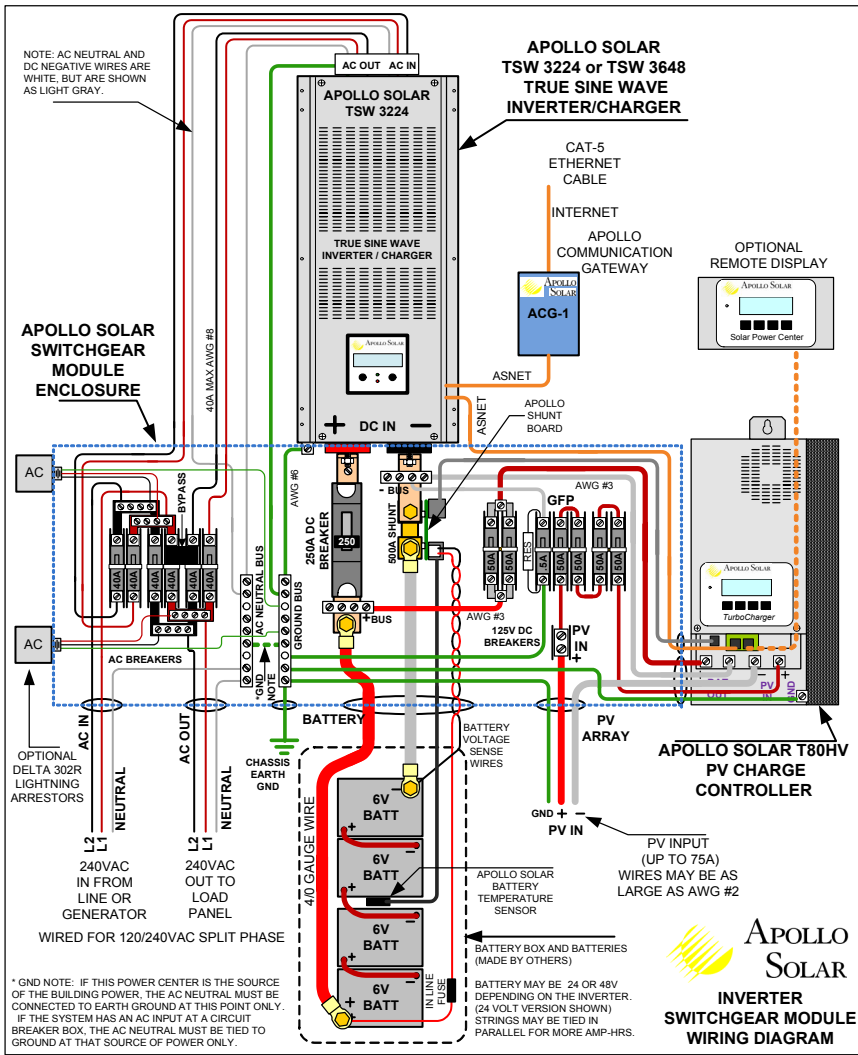 NOTE: AC NEUTRAL AND
DC NEGATIVE WIRES ARE
WHITE, BUT ARE SHOWN
AS LIGHT GRAY.
AC OUT
AC IN
APOLLO SOLAR
TSW 3224 or TSW 3648
TRUE SINE WAVE
INVERTER/CHARGER
APOLLO SOLAR
TSW 3224
TRUE SINE WAVE
INVERTER / CHARGER
APOLLO SOLAR
DC IN
+
−
CAT-5
ETHERNET
CABLE
INTERNET
APOLLO
COMMUNICATION
GATEWAY
APOLLO
SOLAR
ACG-1
ASNET
ASNET
OPTIONAL
REMOTE DISPLAY
APOLLO SOLAR
Solar Power Center
APOLLO SOLAR
SWITCHGEAR
MODULE
ENCLOSURE
40A MAX AWG #8
APOLLO
SHUNT
BOARD
AC
AC
BYPASS
40A
40A
40A
40A
40A
40A
AC BREAKERS
AC NEUTRAL BUS
GROUND BUS
*GND
NOTE
AWG #6
250A DC
BREAKER
250
- BUS
500A SHUNT
+BUS
AWG #3
AWG #3
GFP
RES
50A
50A
.5A
50A
50A
50A
50A
125V DC
BREAKERS
PV
IN
+
APOLLO SOLAR
TurboCharger
OUT
PV
−
+
GND
AC IN
AC OUT
NEUTRAL
NEUTRAL
L2
L1
L2
L1
OPTIONAL
DELTA 302R
LIGHTNING
ARRESTORS
240VAC
IN FROM
LINE OR
GENERATOR
240VAC
OUT TO
LOAD
PANEL
WIRED FOR 120/240VAC SPLIT PHASE
CHASSIS
EARTH
GND
BATTERY
BATTERY
VOLTAGE
SENSE
WIRES
PV
ARRAY
APOLLO SOLAR T80HV
PV CHARGE
CONTROLLER
4/0 GAUGE WIRE
−
6V
BATT
+
−
6V
BATT
+
−
6V
BATT
+
−
6V
BATT
+
+
IN LINE
FUSE
APOLLO SOLAR
BATTERY
TEMPERATURE
SENSOR
GND + −
PV IN
PV INPUT
(UP TO 75A)
WIRES MAY BE AS
LARGE AS AWG #2
BATTERY BOX AND BATTERIES
(MADE BY OTHERS)
BATTERY MAY BE 24 OR 48V
DEPENDING ON THE INVERTER.
(24 VOLT VERSION SHOWN)
STRINGS MAY BE TIED IN
PARALLEL FOR MORE AMP-HRS.
* GND NOTE: IF THIS POWER CENTER IS THE SOURCE
OF THE BUILDING POWER, THE AC NEUTRAL MUST BE
CONNECTED TO EARTH GROUND AT THIS POINT ONLY.
IF THE SYSTEM HAS AN AC INPUT AT A CIRCUIT
BREAKER BOX, THE AC NEUTRAL MUST BE TIED TO
GROUND AT THAT SOURCE OF POWER ONLY.
APOLLO
SOLAR
INVERTER
SWITCHGEAR MODULE
WIRING DIAGRAM